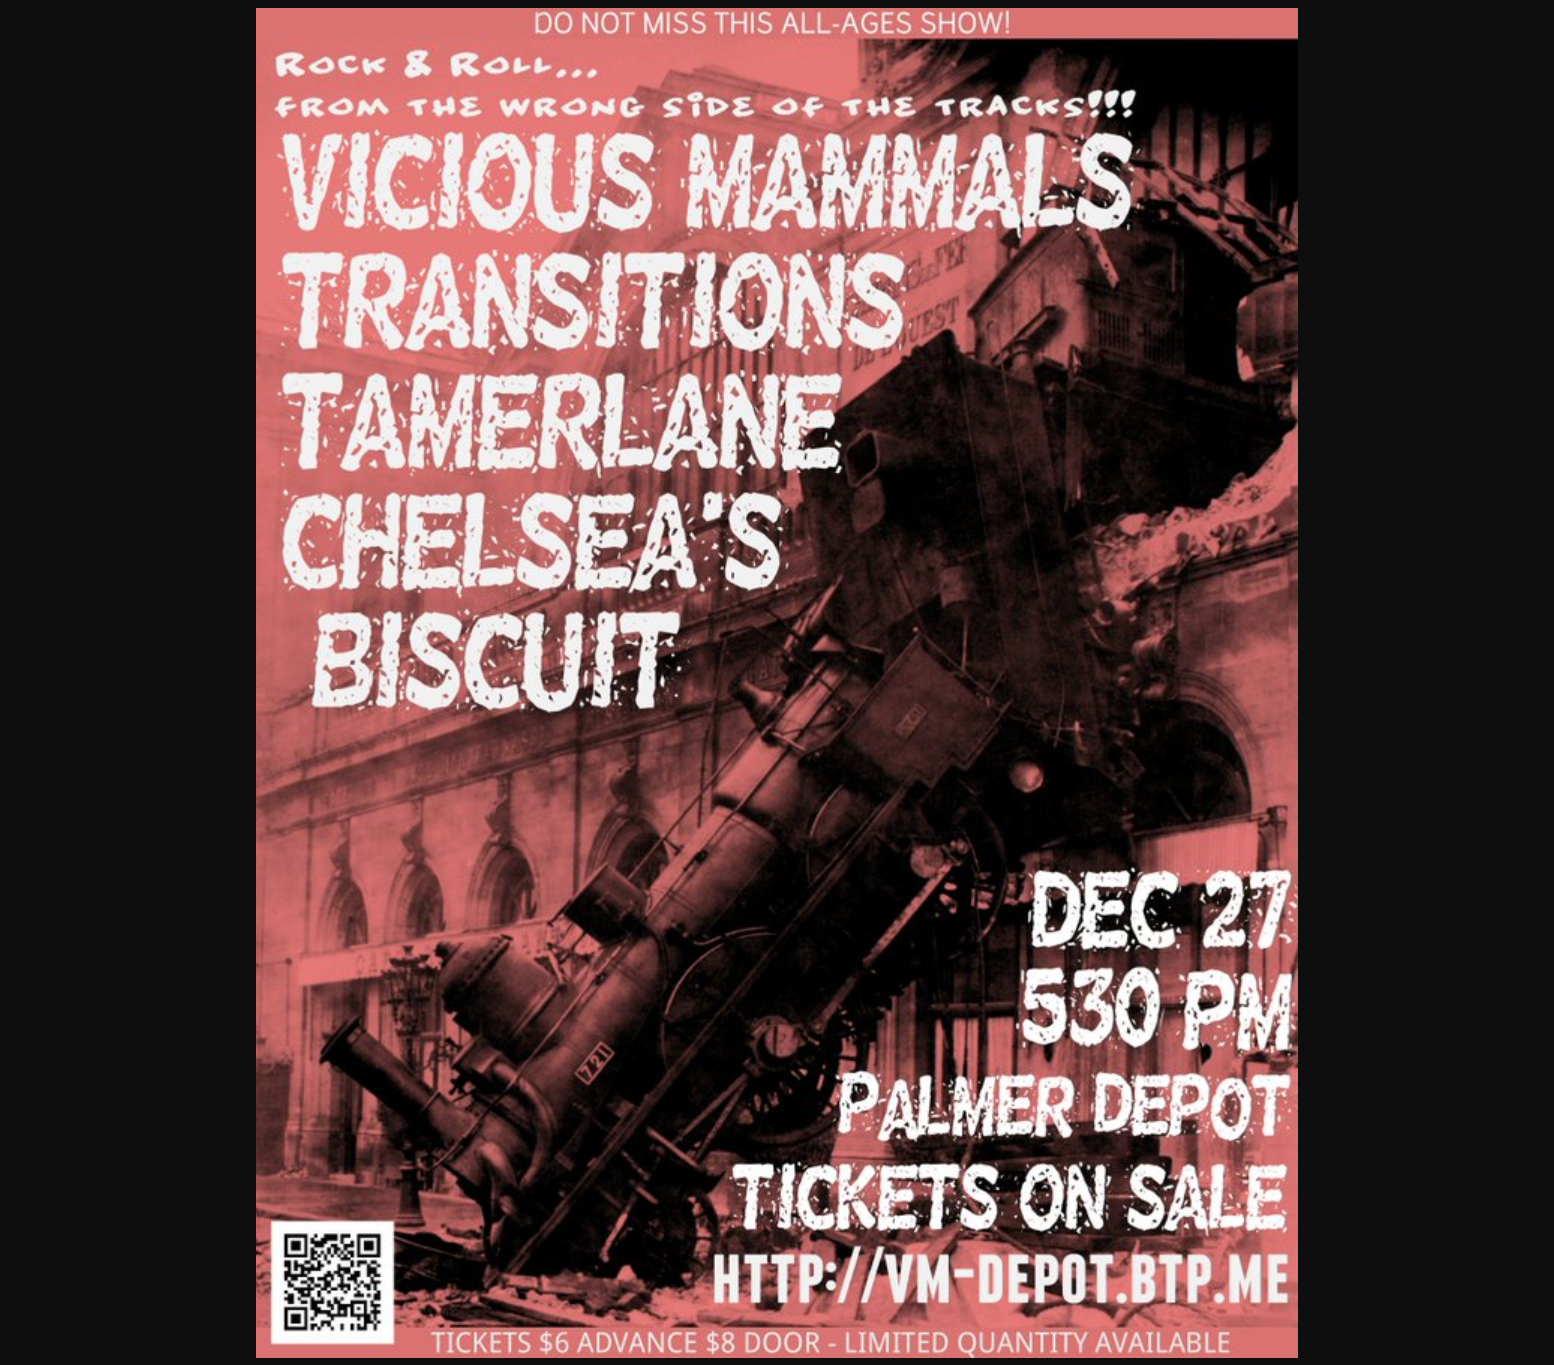 DO NOT MISS THIS ALL-AGES SHOW!
ROCK & ROLL...
FROM THE WRONG SIDE OF THE TRACKS!!!
VICIOUS MAMMALS
TRANSITIONS
TAMERLANE
CHELSEA'S
BISCUIT
721
DEC 27
530 PM
PALMER DEPOT
TICKETS ON SALE
HTTP://VM-DEPOT.BTP.ME
TICKETS $6 ADVANCE $8 DOOR - LIMITED QUANTITY AVAILABLE